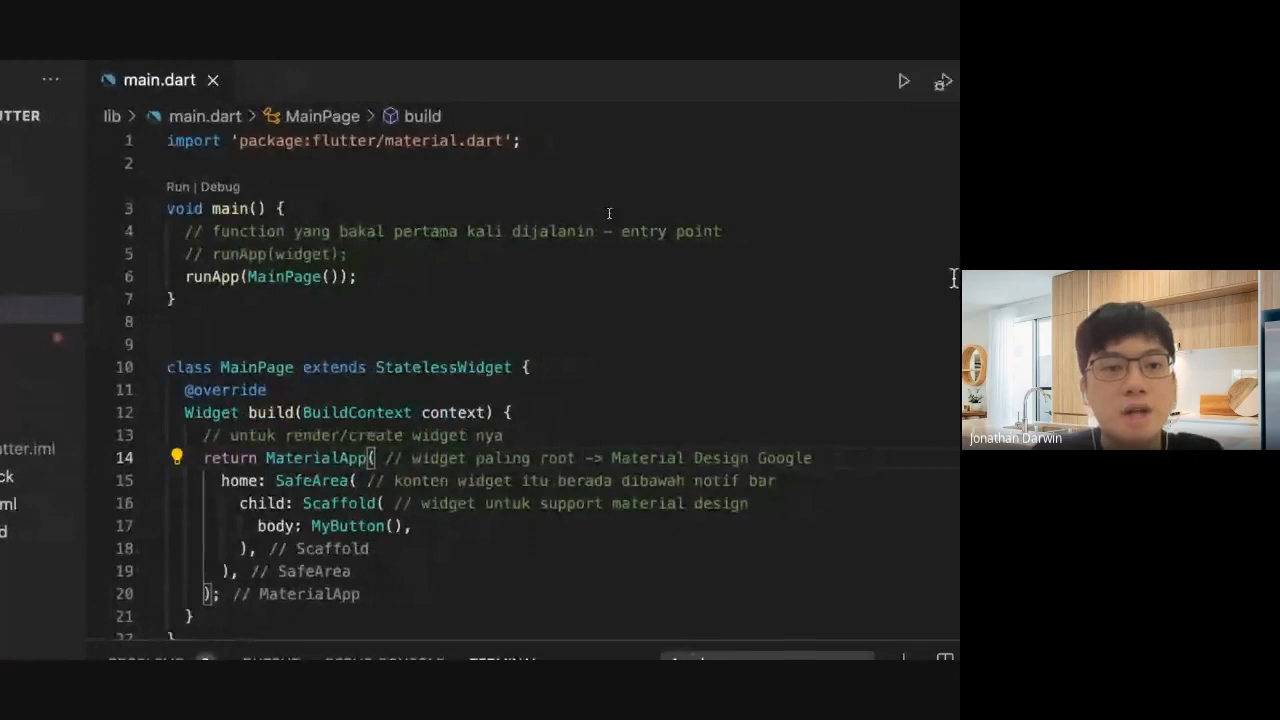 main.dart
UTTER
lib > main.dart > MainPage > build
1 import 'package:flutter/material.dart';
2
Run | Debug
3 void main() {
4 // function yang bakal pertama kali dijalanin – entry point
5 // runApp(widget);
6 runApp(MainPage());
7 }
8
9
10 class MainPage extends StatelessWidget {
11 @override
12 Widget build(BuildContext context) {
13 // untuk render/create widget nya
14 return MaterialApp( // widget paling root -> Material Design Google
15 home: SafeArea( // konten widget itu berada dibawah notif bar
16 child: Scaffold( // widget untuk support material design
17 body: MyButton(),
18 ), // Scaffold
19 ), // SafeArea
20 ); // MaterialApp
21 }
22 }
utter.iml
ck
ml
d
Jonathan Darwin